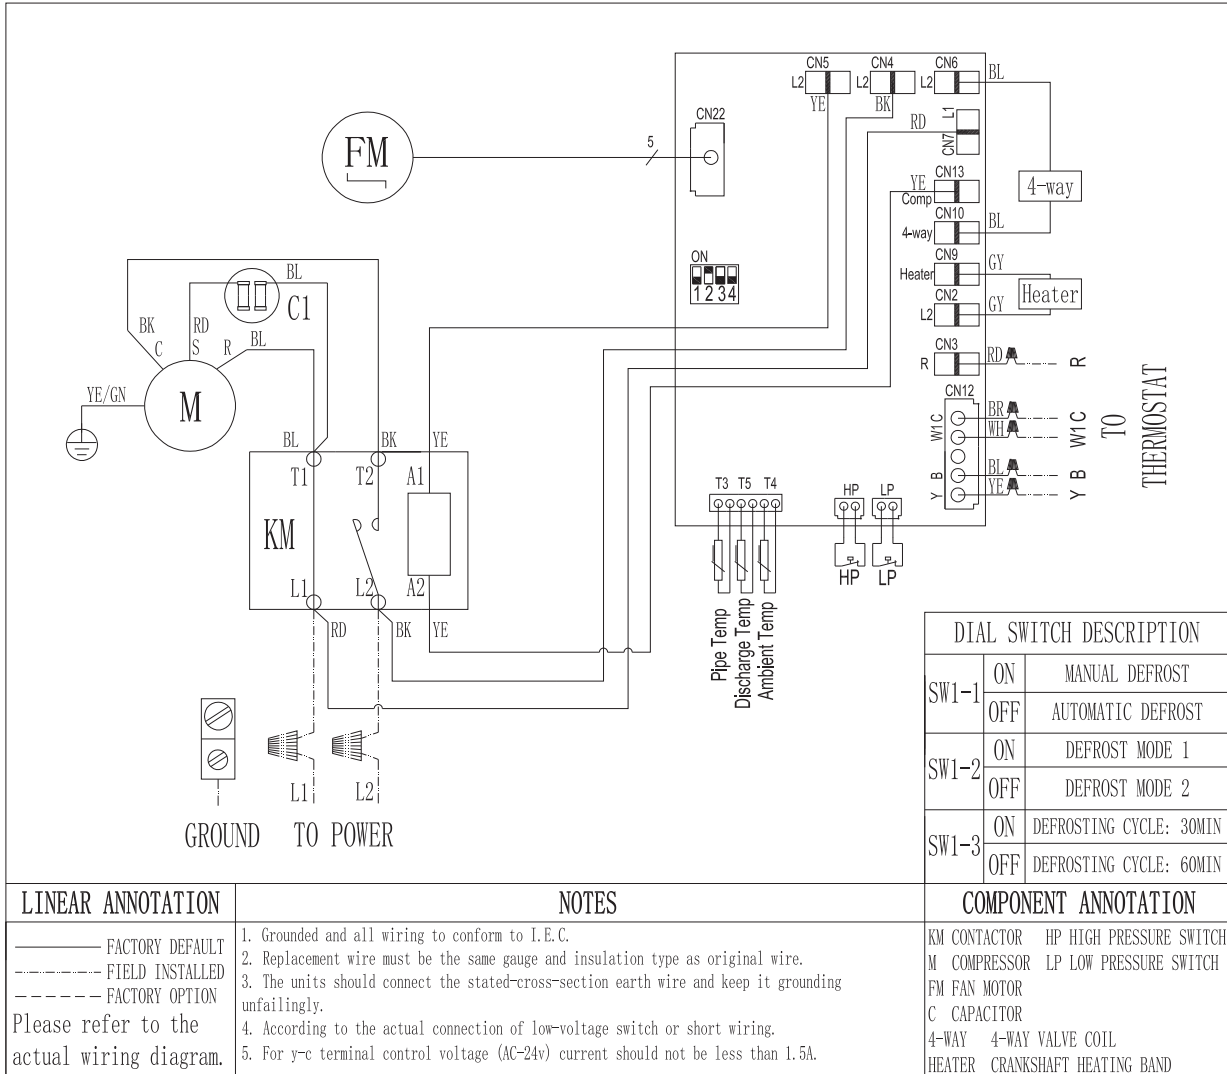 CN5
CN4
CN6
L2
L2
L2
BL
YE
BK
CN22
L1
RD
CN7
5
FM
CN13
YE
Comp
4-way
CN10
BL
4-way
ON
1 2 3 4
CN9
GY
Heater
Heater
CN2
GY
L2
CN3
RD
R
R
CN12
BL
C1
BK
RD
BL
C
S
R
M
YE/GN
BR
C
C
WH
W1
W1
BL
B
B
YE
Y
Y
TO
THERMOSTAT
BL
BK
YE
T1
T2
A1
KM
L1
L2
A2
RD
BK
YE
T3 T5 T4
HP LP
HP LP
Pipe Temp
Discharge Temp
Ambient Temp
L1
L2
GROUND TO POWER
DIAL SWITCH DESCRIPTION
SW1-1
ON MANUAL DEFROST
OFF AUTOMATIC DEFROST
SW1-2
ON DEFROST MODE 1
OFF DEFROST MODE 2
SW1-3
ON DEFROSTING CYCLE: 30MIN
OFF DEFROSTING CYCLE: 60MIN
LINEAR ANNOTATION
FACTORY DEFAULT
FIELD INSTALLED
FACTORY OPTION
Please refer to the
actual wiring diagram.
NOTES
1. Grounded and all wiring to conform to I.E.C.
2. Replacement wire must be the same gauge and insulation type as original wire.
3. The units should connect the stated-cross-section earth wire and keep it grounding
unfailingly.
4. According to the actual connection of low-voltage switch or short wiring.
5. For y-c terminal control voltage (AC-24v) current should not be less than 1.5A.
COMPONENT ANNOTATION
KM CONTACTOR HP HIGH PRESSURE SWITCH
M COMPRESSOR LP LOW PRESSURE SWITCH
FM FAN MOTOR
C CAPACITOR
4-WAY 4-WAY VALVE COIL
HEATER CRANKSHAFT HEATING BAND